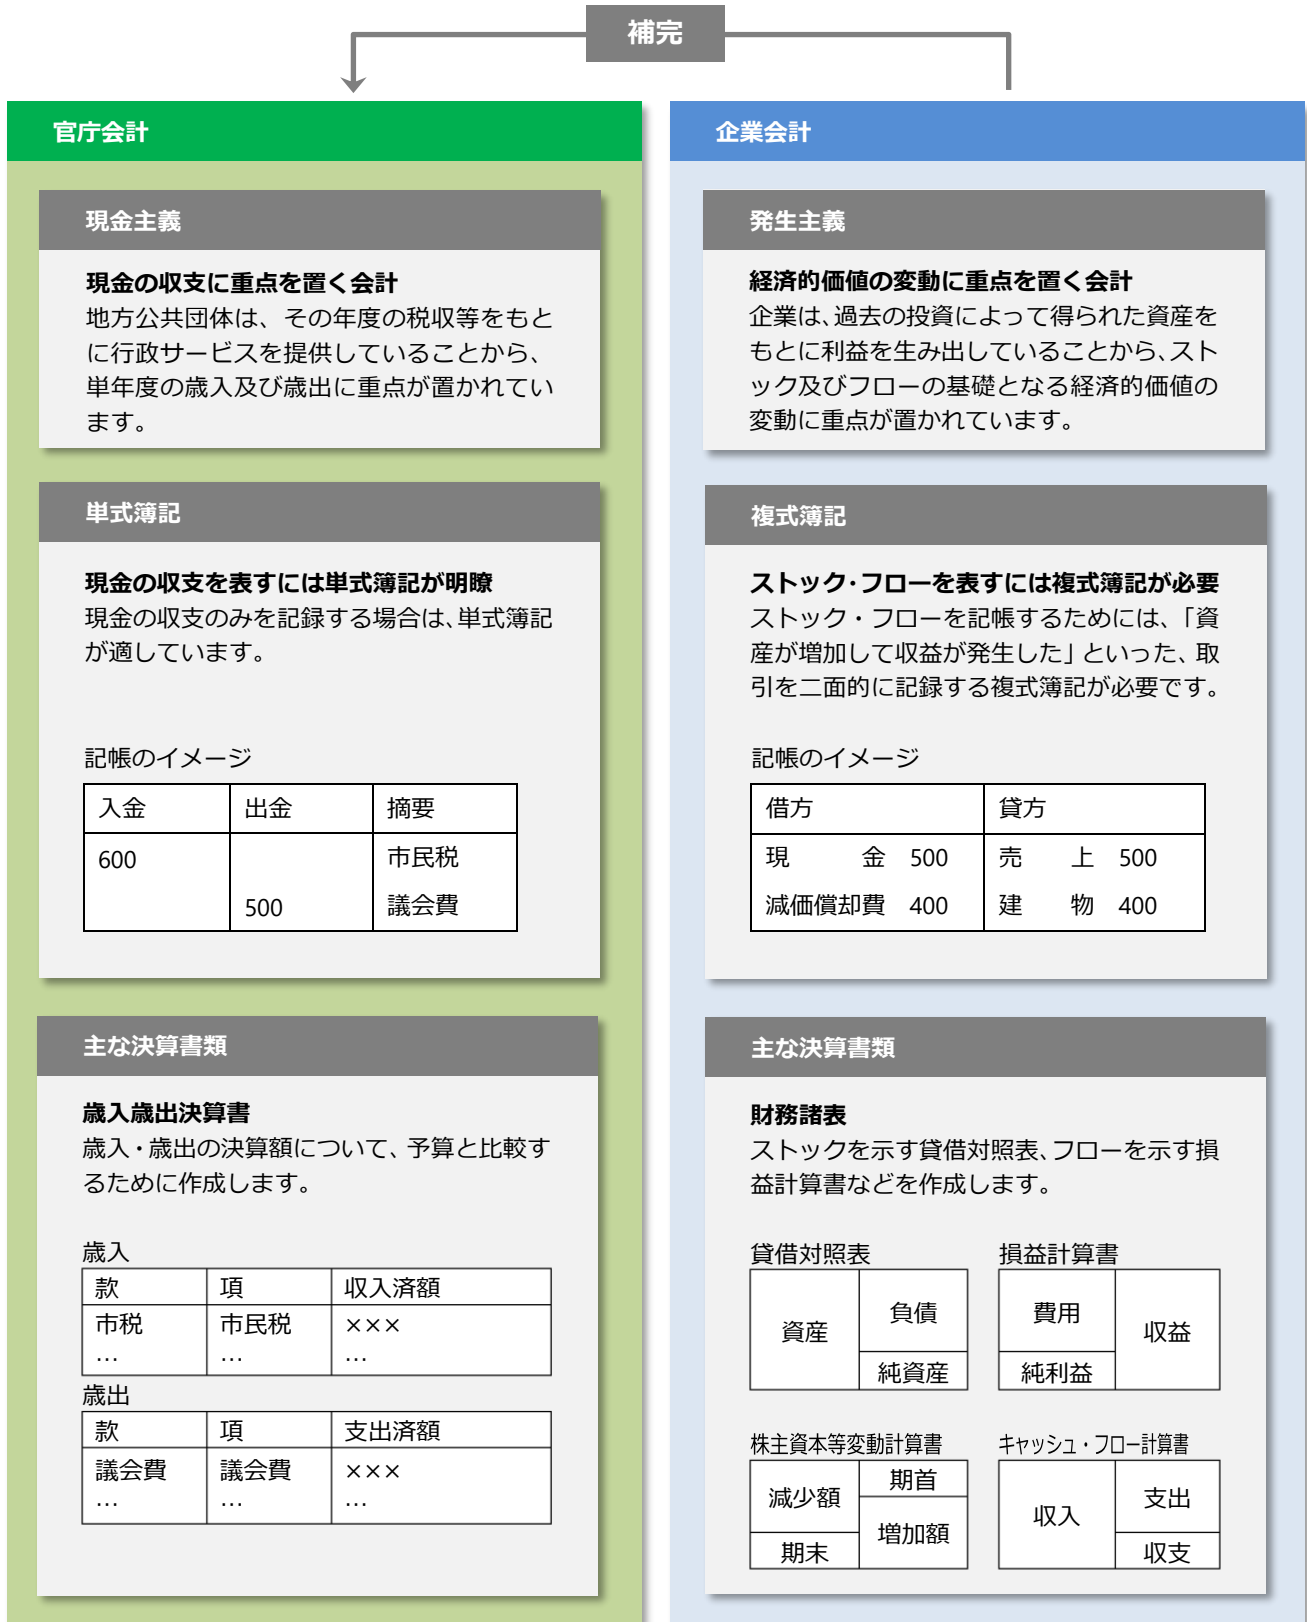 補完
官庁会計
現金主義
現金の収支に重点を置く会計
地方公共団体は、その年度の税収等をもと
に行政サービスを提供していることから、
単年度の歳入及び歳出に重点が置かれてい
ます。
単式簿記
現金の収支を表すには単式簿記が明瞭
現金の収支のみを記録する場合は、単式簿記
が適しています。
記帳のイメージ
入金 出金 摘要
600 市民税
500 議会費
主な決算書類
歳入歳出決算書
歳入・歳出の決算額について、予算と比較す
るために作成します。
歳入
款 項 収入済額
市税 市民税 ×××
… … …
歳出
款 項 支出済額
議会費 議会費 ×××
… … …
企業会計
発生主義
経済的価値の変動に重点を置く会計
企業は、過去の投資によって得られた資産を
もとに利益を生み出していることから、スト
ック及びフローの基礎となる経済的価値の
変動に重点が置かれています。
複式簿記
ストック・フローを表すには複式簿記が必要
ストック・フローを記帳するためには、「資
産が増加して収益が発生した」といった、取
引を二面的に記録する複式簿記が必要です。
記帳のイメージ
借方 貸方
現 金 500 売 上 500
減価償却費 400 建 物 400
主な決算書類
財務諸表
ストックを示す貸借対照表、フローを示す損
益計算書などを作成します。
貸借対照表
資産
負債
純資産
損益計算書
費用
純利益
収益
株主資本等変動計算書
減少額
期末
期首
増加額
キャッシュ・フロー計算書
収入
支出
収支